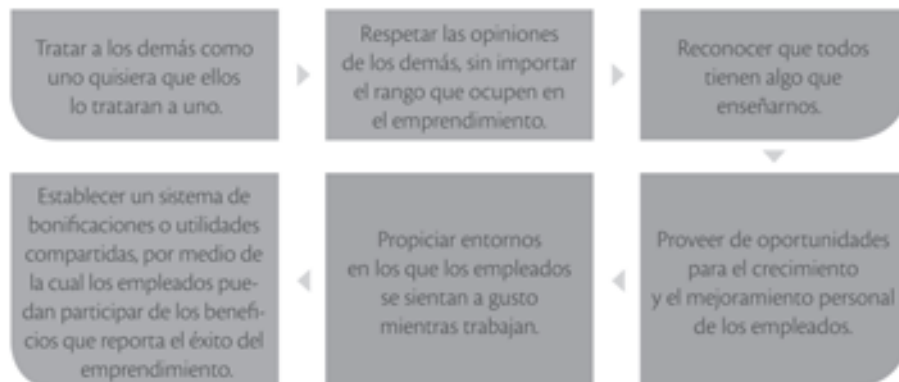 Tratar a los demás como
uno quisiera que ellos
lo trataran a uno.
Respetar las opiniones
de los demás, sin importar
el rango que ocupen en
el emprendimiento.
Reconocer que todos
tienen algo que
enseñarnos.
Proveer de oportunidades
para el crecimiento
y el mejoramiento personal
de los empleados.
Propiciar entornos
en los que los empleados
se sientan a gusto
mientras trabajan.
Establecer un sistema de
bonificaciones o utilidades
compartidas, por medio de
la cual los empleados pue-
dan participar de los benefi-
cios que reporta el éxito del
emprendimiento.